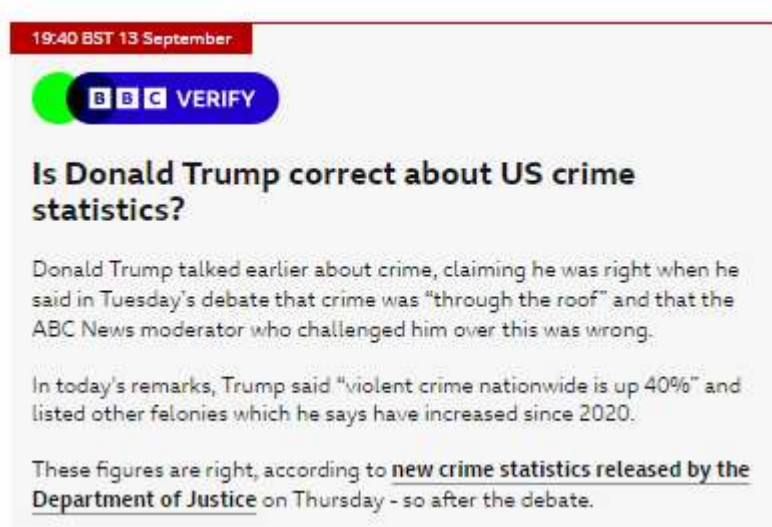 19:40 BST 13 September
BBC VERIFY
Is Donald Trump correct about US crime
statistics?
Donald Trump talked earlier about crime, claiming he was right when he
said in Tuesday's debate that crime was “through the roof” and that the
ABC News moderator who challenged him over this was wrong.
In today's remarks, Trump said “violent crime nationwide is up 40%” and
listed other felonies which he says have increased since 2020.
These figures are right, according to new crime statistics released by the
Department of Justice on Thursday - so after the debate.